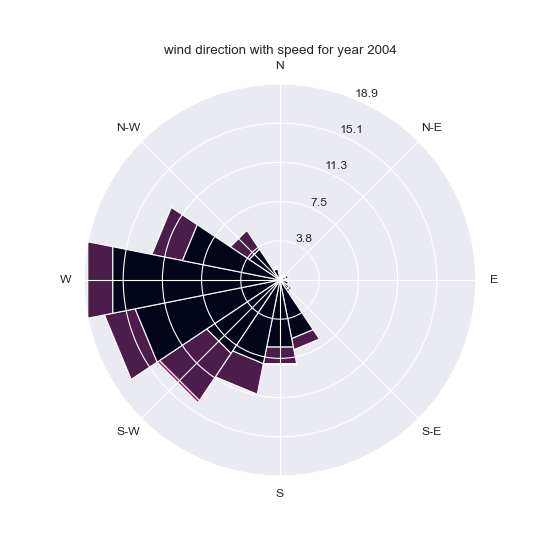 wind direction with speed for year 2004
N
18.9
N-W
N-E
15.1
11.3
7.5
3.8
W
E
S-W
S-E
S